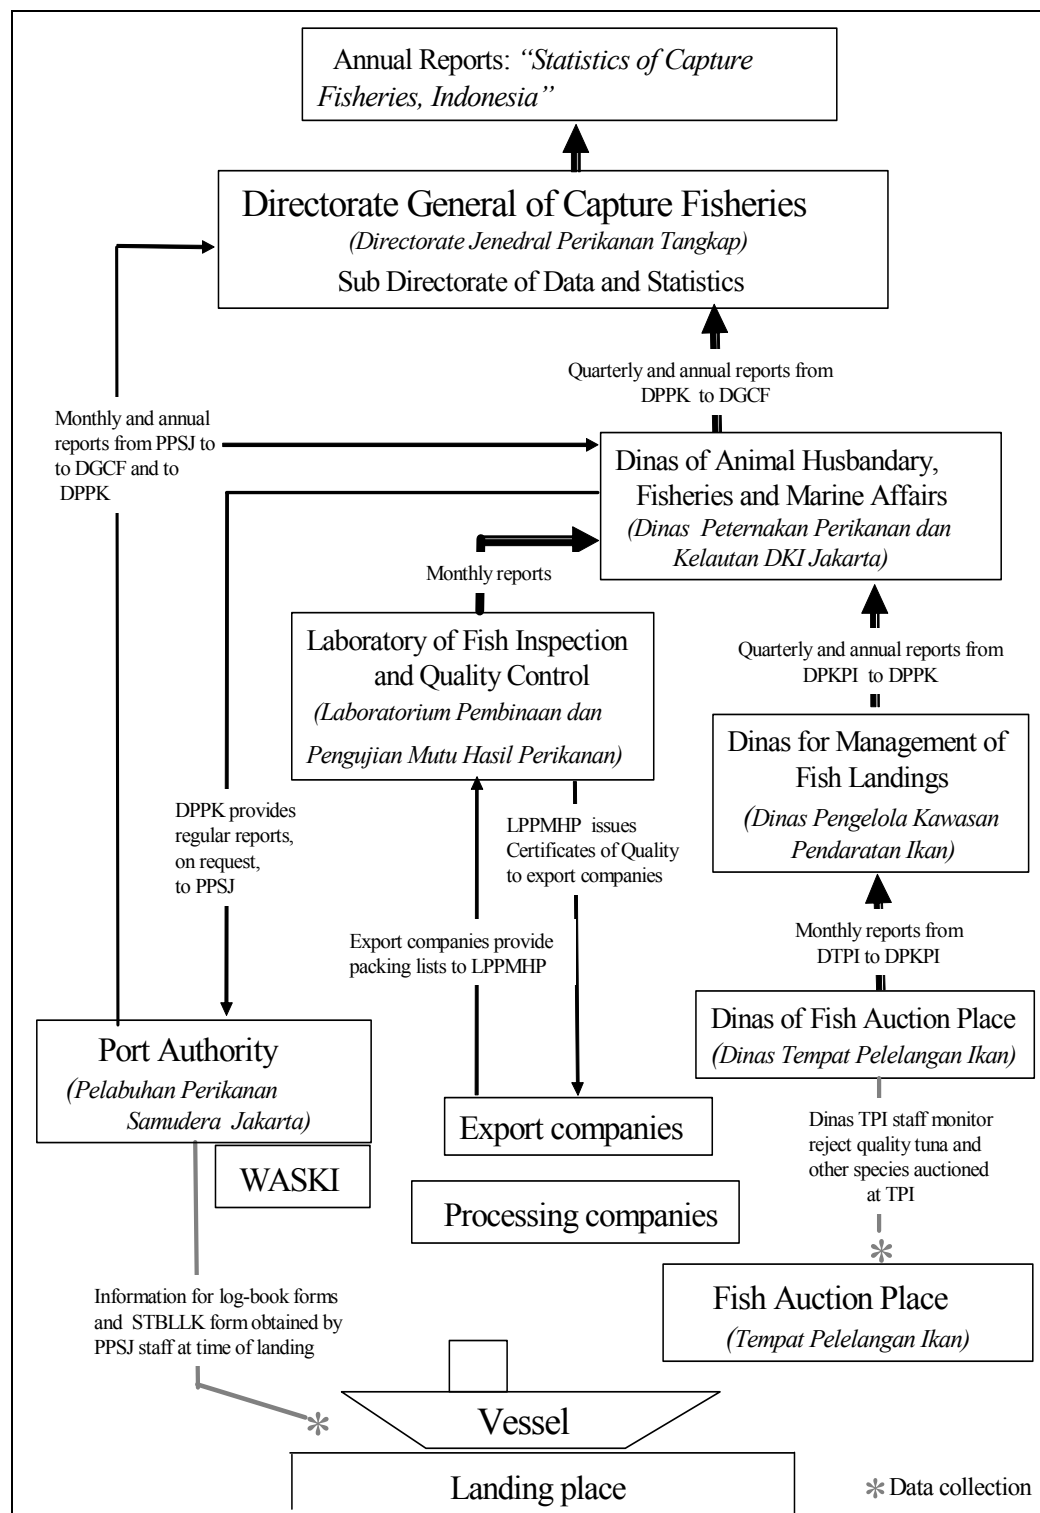 Annual Reports: “Statistics of Capture
Fisheries, Indonesia”
Directorate General of Capture Fisheries
(Directorate Jenedral Perikanan Tangkap)
Sub Directorate of Data and Statistics
Quarterly and annual reports from
DPPK to DGCF
Monthly and annual
reports from PPSJ to
to DGCF and to
DPPK
Dinas of Animal Husbandary,
Fisheries and Marine Affairs
(Dinas Peternakan Perikanan dan
Kelautan DKI Jakarta)
Monthly reports
Laboratory of Fish Inspection
and Quality Control
(Laboratorium Pembinaan dan
Pengujian Mutu Hasil Perikanan)
Quarterly and annual reports from
DPKPI to DPPK
Dinas for Management of
Fish Landings
(Dinas Pengelola Kawasan
Pendaratan Ikan)
DPPK provides
regular reports,
on request,
to PPSJ
LPPMHP issues
Certificates of Quality
to export companies
Export companies provide
packing lists to LPPMHP
Monthly reports from
DTPI to DPKPI
Dinas of Fish Auction Place
(Dinas Tempat Pelelangan Ikan)
Port Authority
(Pelabuhan Perikanan
Samudera Jakarta)
WASKI
Export companies
Processing companies
Dinas TPI staff monitor
reject quality tuna and
other species auctioned
at TPI
Fish Auction Place
(Tempat Pelelangan Ikan)
Information for log-book forms
and STBLLK form obtained by
PPSJ staff at time of landing
Vessel
Landing place
Data collection